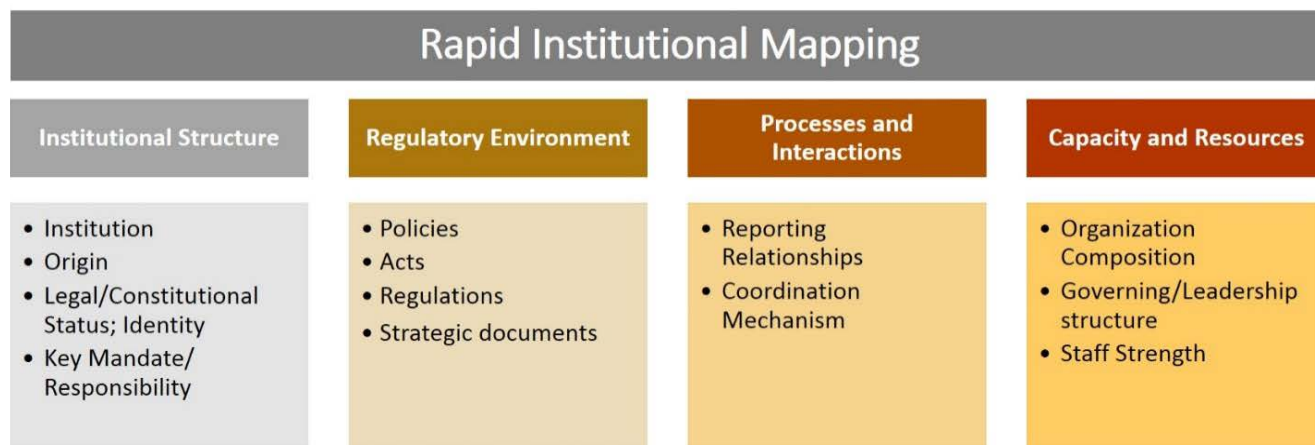 Rapid Institutional Mapping
Institutional Structure
• Institution
• Origin
• Legal/Constitutional
Status; Identity
• Key Mandate/
Responsibility
Regulatory Environment
• Policies
• Acts
• Regulations
• Strategic documents
Processes and
Interactions
• Reporting
Relationships
• Coordination
Mechanism
Capacity and Resources
• Organization
Composition
• Governing/Leadership
structure
• Staff Strength